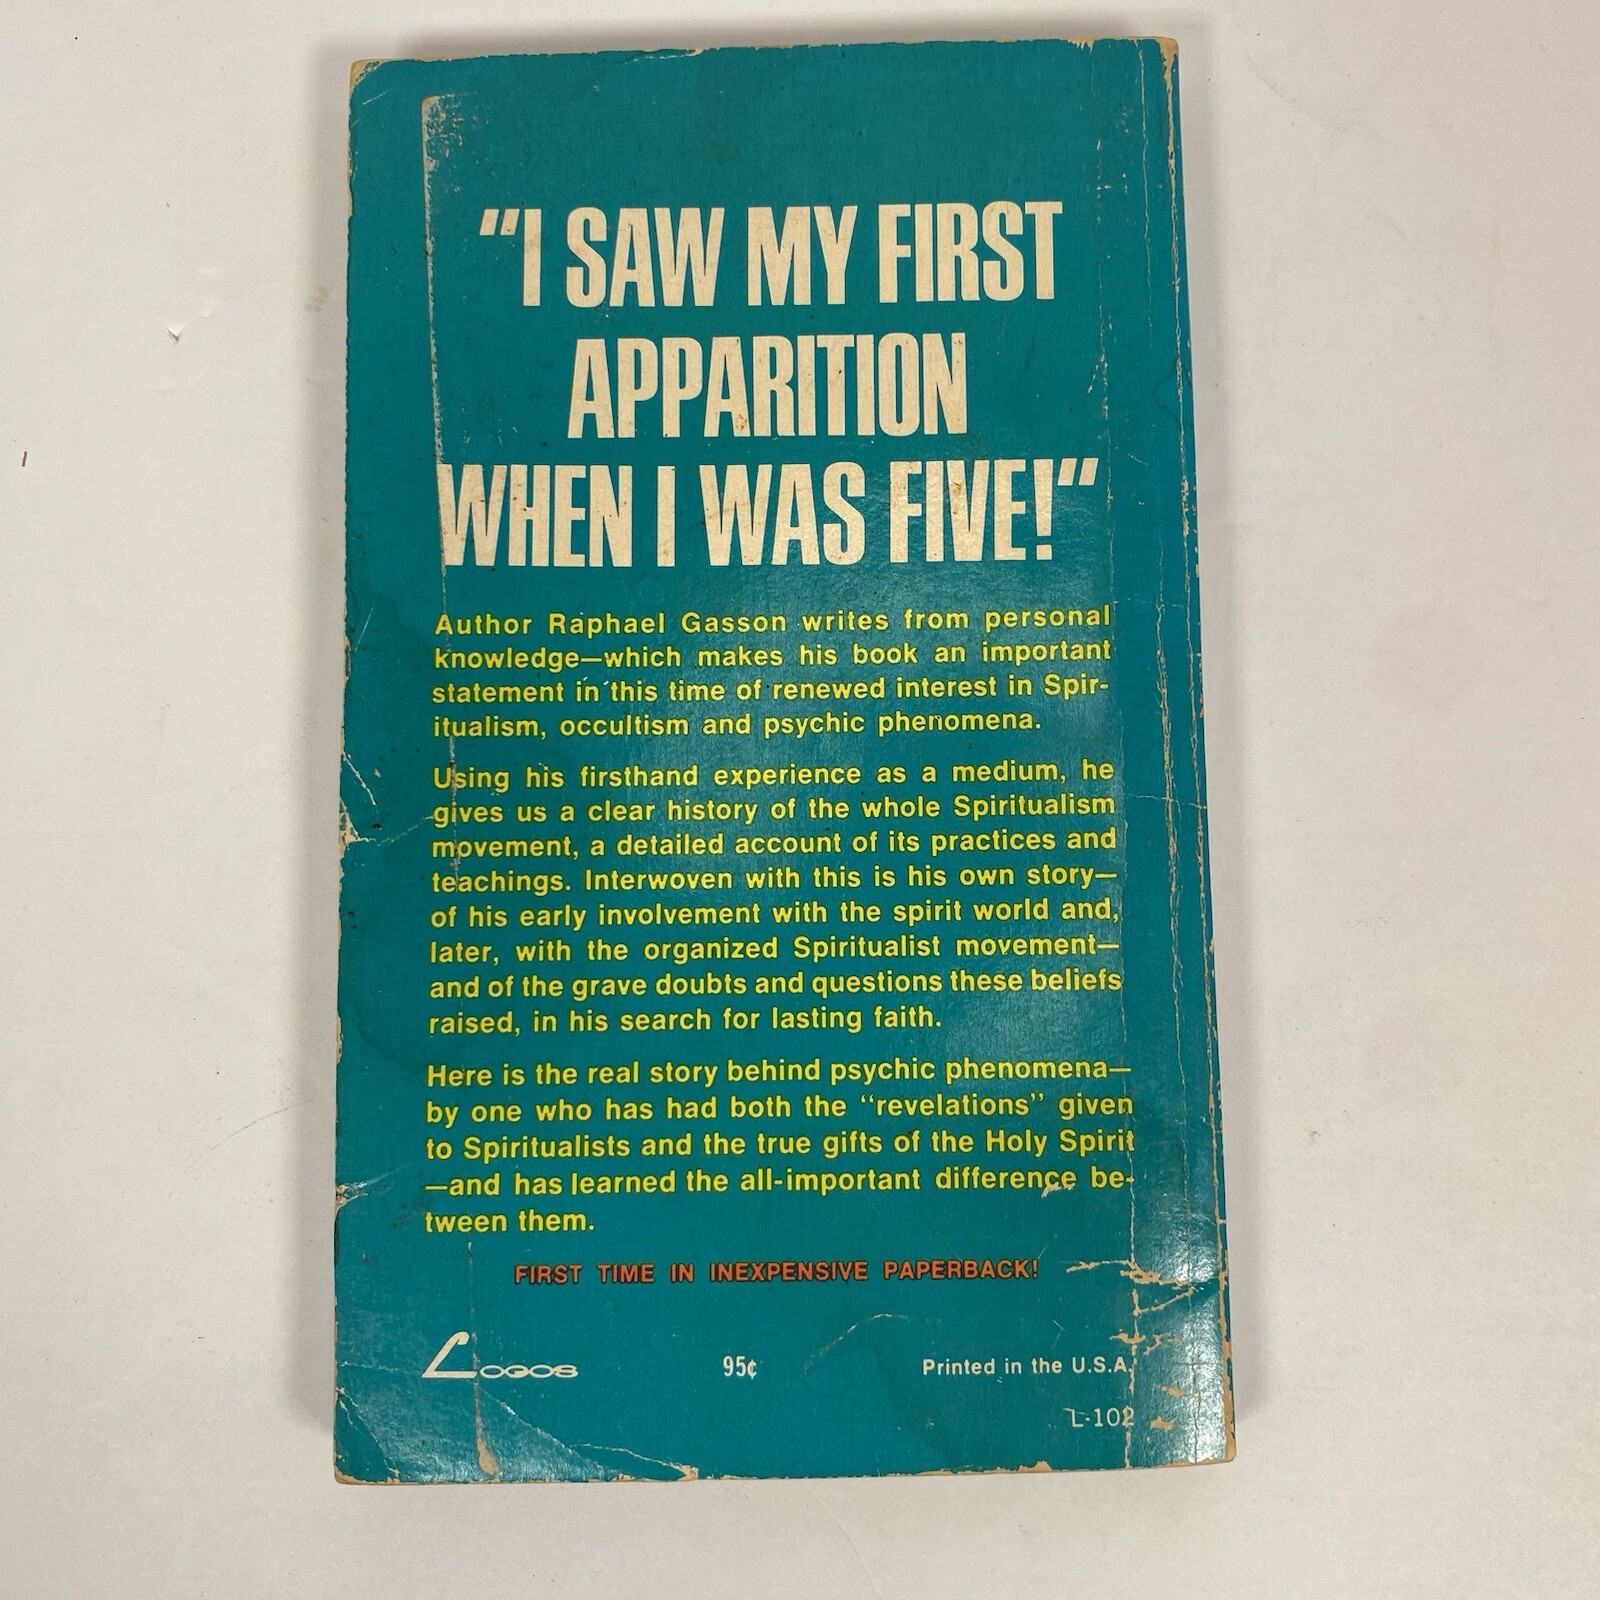 "I SAW MY FIRST
APPARITION
WHEN I WAS FIVE!"
Author Raphael Gasson writes from personal
knowledge—which makes his book an important
statement in this time of renewed interest in Spir-
itualism, occultism and psychic phenomena.
Using his firsthand experience as a medium, he
gives us a clear history of the whole Spiritualism
movement, a detailed account of its practices and
teachings. Interwoven with this is his own story—
of his early involvement with the spirit world and,
later, with the organized Spiritualist movement—
and of the grave doubts and questions these beliefs
raised, in his search for lasting faith.
Here is the real story behind psychic phenomena—
by one who has had both the "revelations" given
to Spiritualists and the true gifts of the Holy Spirit
—and has learned the all-important difference be-
tween them.
FIRST TIME IN INEXPENSIVE PAPERBACK!
Logos 95¢ Printed in the U.S.A.
L-102